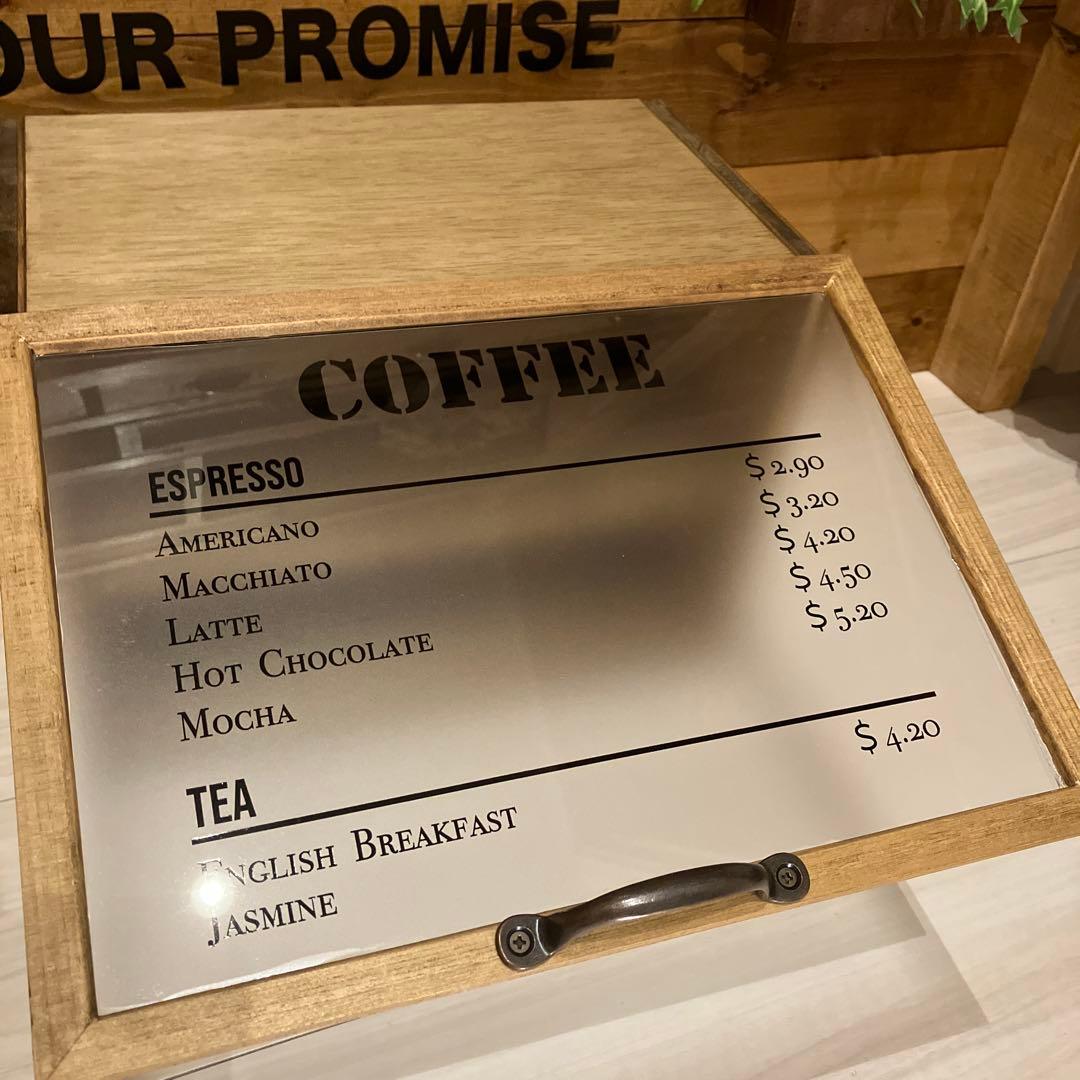 OUR PROMISE
COFFEE
ESPRESSO
AMERICANO $ 2.90
MACCHIATO $ 3.20
LATTE $ 4.20
HOT CHOCOLATE $ 4.50
MOCHA $ 5.20
TEA
ENGLISH BREAKFAST $ 4.20
JASMINE